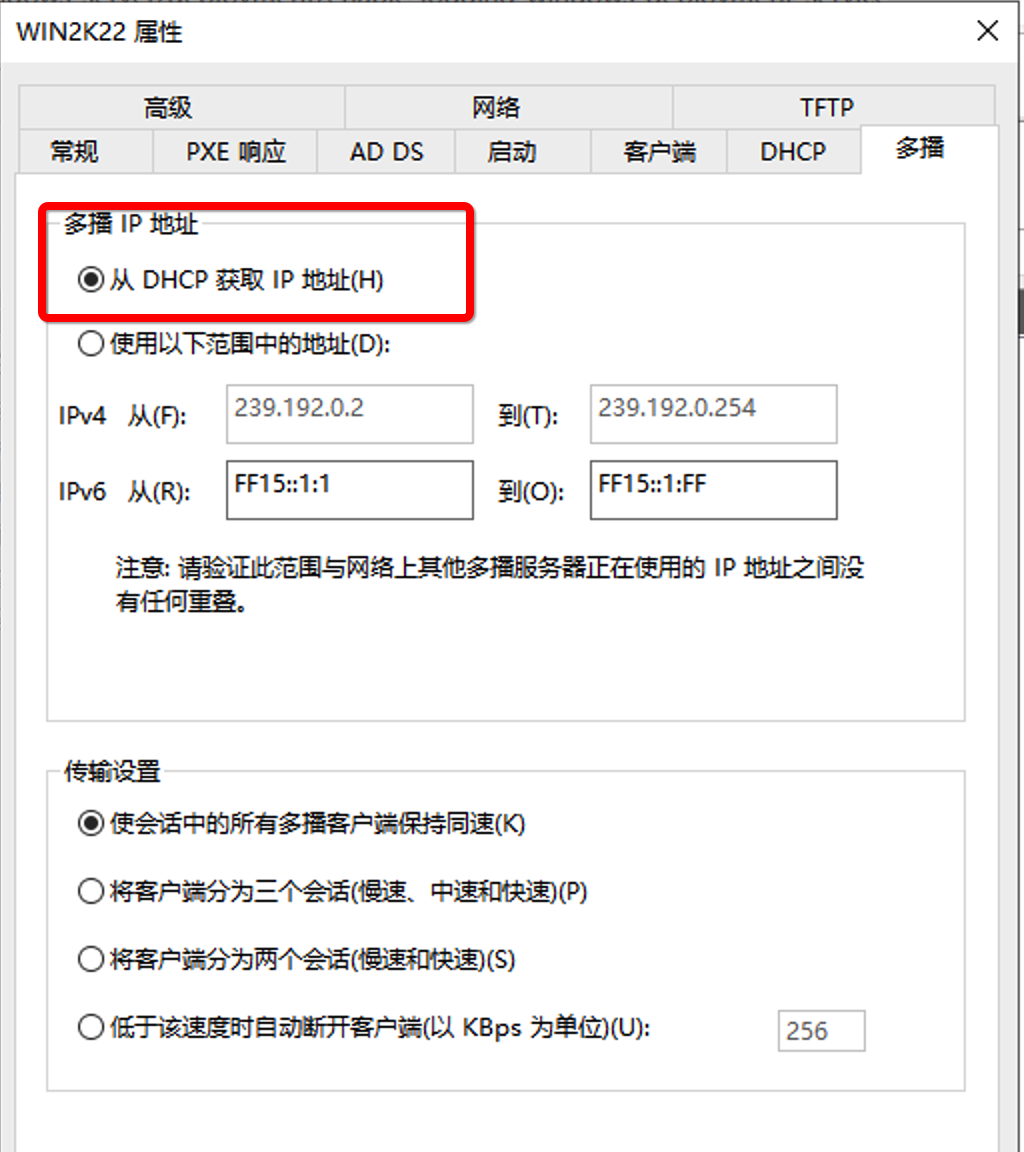 WIN2K22 属性
高级 网络 TFTP
常规 PXE 响应 AD DS 启动 客户端 DHCP 多播
多播 IP 地址
从 DHCP 获取 IP 地址(H)
使用以下范围中的地址(D):
IPv4 从(F): 239.192.0.2 到(T): 239.192.0.254
IPv6 从(R): FF15::1:1 到(O): FF15::1:FF
注意: 请验证此范围与网络上其他多播服务器正在使用的 IP 地址之间没
有任何重叠。
传输设置
使会话中的所有多播客户端保持同速(K)
将客户端分为三个会话(慢速、中速和快速)(P)
将客户端分为两个会话(慢速和快速)(S)
低于该速度时自动断开客户端(以 KBps 为单位)(U): 256